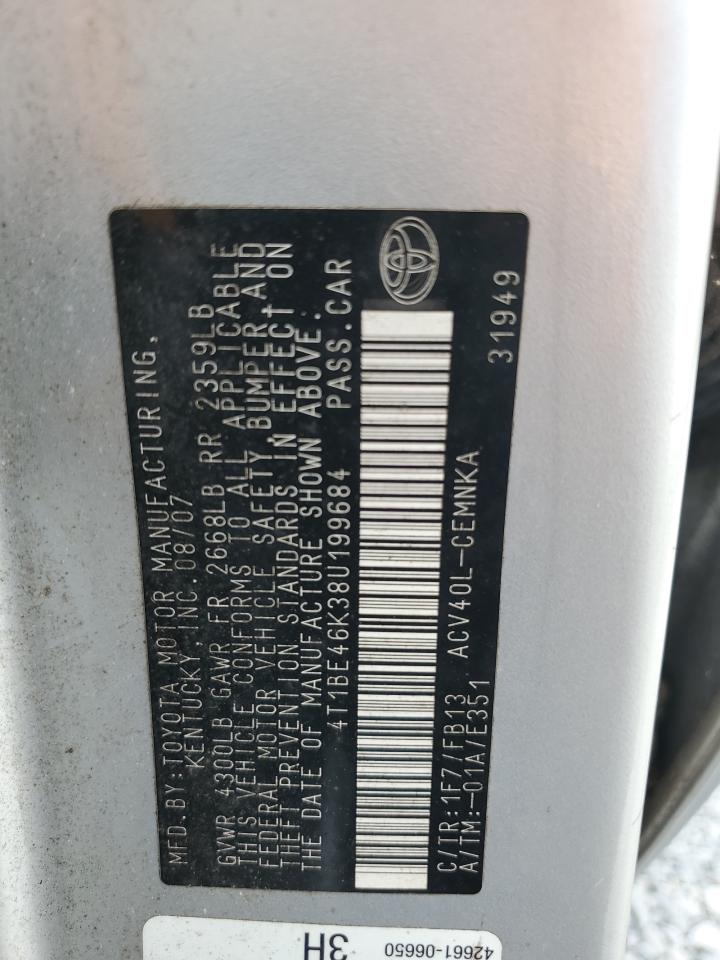 MFD.BY:TOYOTA MOTOR MANUFACTURING,
KENTUCKY, INC.08/07
GVWR 4300LB GAWR FR 2668LB RR 2359LB
THIS VEHICLE CONFORMS TO ALL APPLICABLE
FEDERAL MOTOR VEHICLE SAFETY, BUMPER, AND
THEFT PREVENTION STANDARDS IN EFFECT ON
THE DATE OF MANUFACTURE SHOWN ABOVE.
4T1BE46K38U199684 PASS.CAR
C/TR:1F7/FB13 ACV40L-CEMNKA
A/TM:-01A/E351 31949
3H
42661-06650